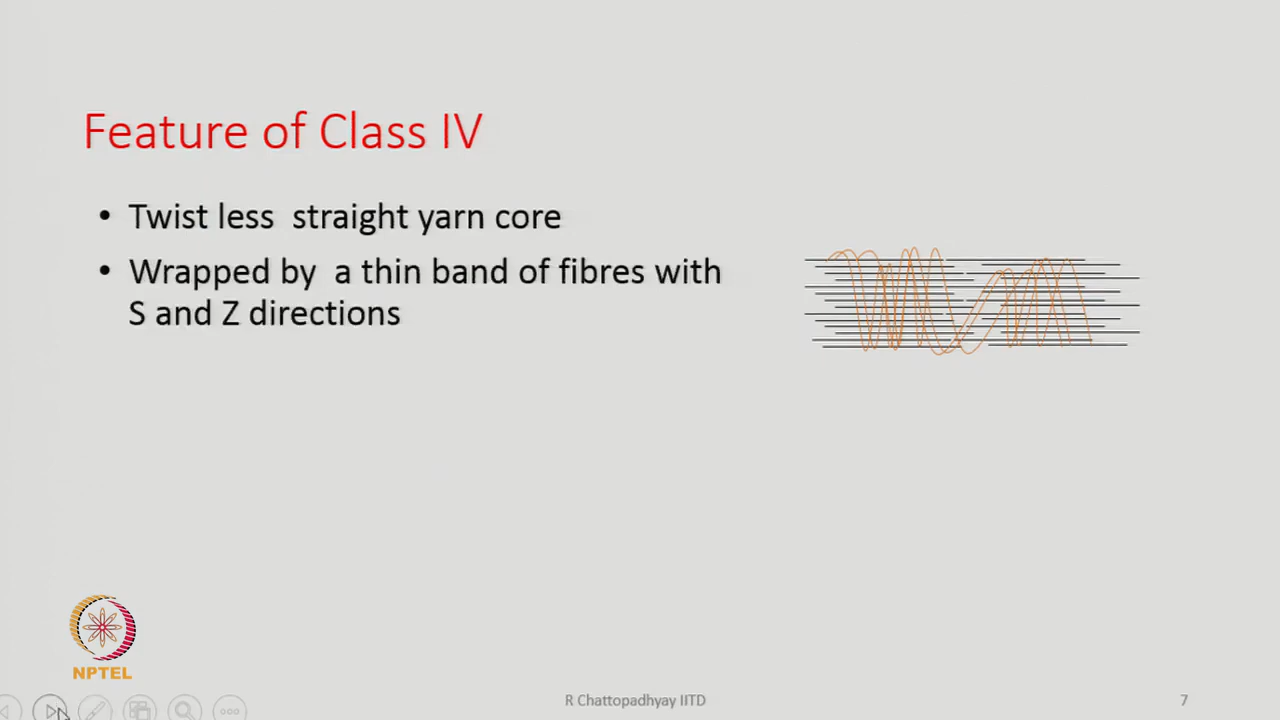 Feature of Class IV
• Twist less straight yarn core
• Wrapped by a thin band of fibres with
S and Z directions
NPTEL
R Chattopadhyay IITD
7